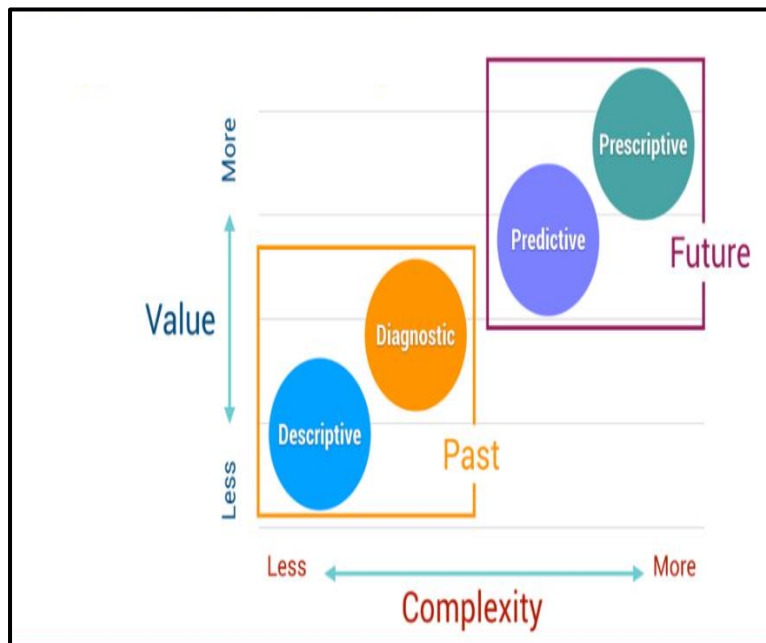 More
Prescriptive
Predictive
Future
Value
Diagnostic
Descriptive
Past
Less
Less
More
Complexity